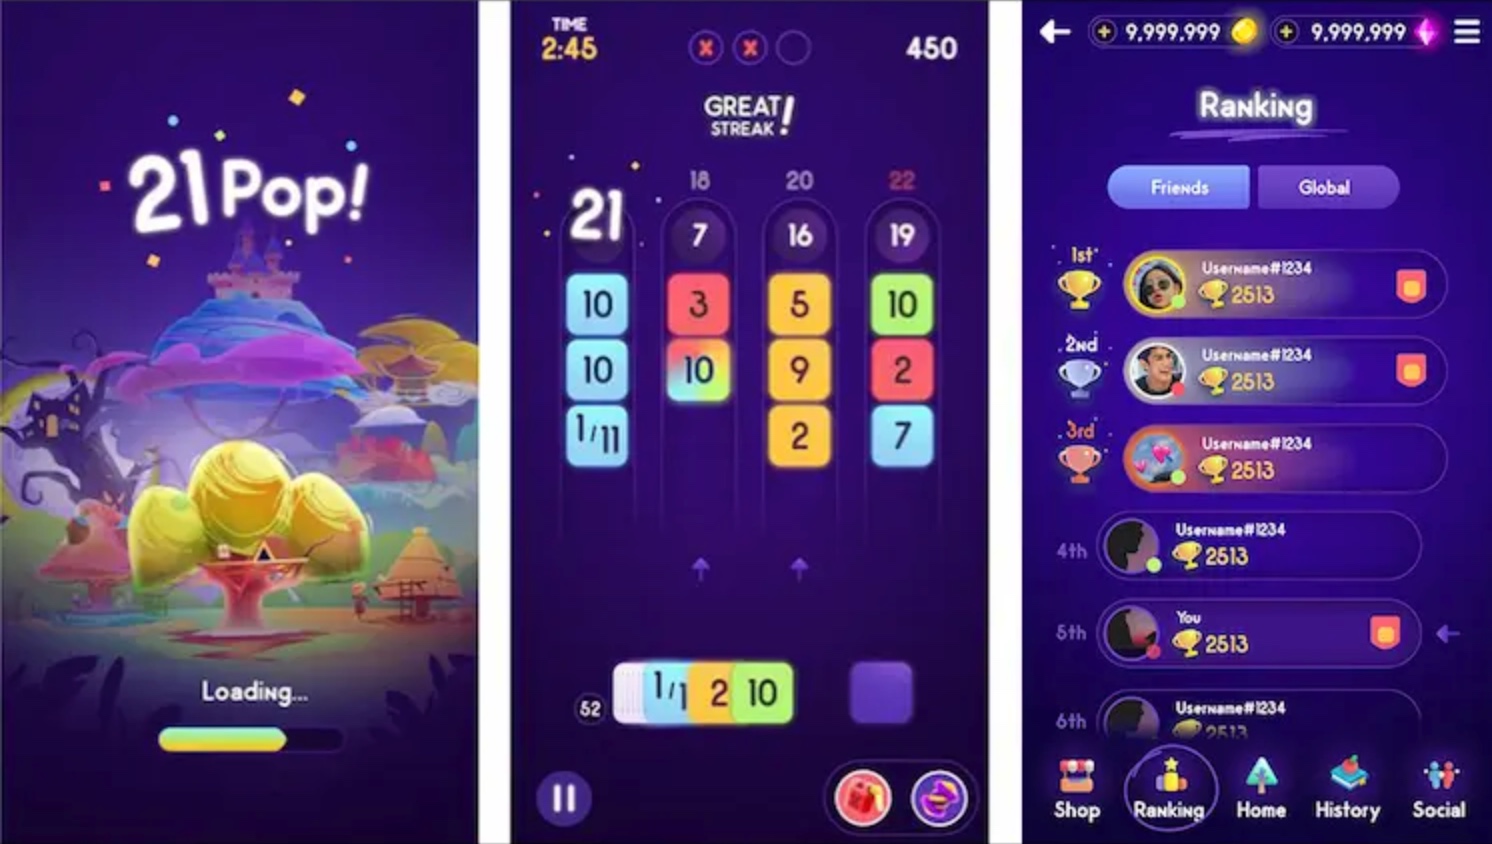 21 Pop!
Loading...
TIME
2:45
450
GREAT
STREAK!
21
18
20
22
7
16
19
10
3
5
10
10
10
9
2
1/11
2
7
52
1/1
2
10
9,999,999
9,999,999
Ranking
Friends
Global
1st
Username#1234
2513
2nd
Username#1234
2513
3rd
Username#1234
2513
4th
Username#1234
2513
5th
You
2513
6th
Username#1234
2513
Shop
Ranking
Home
History
Social